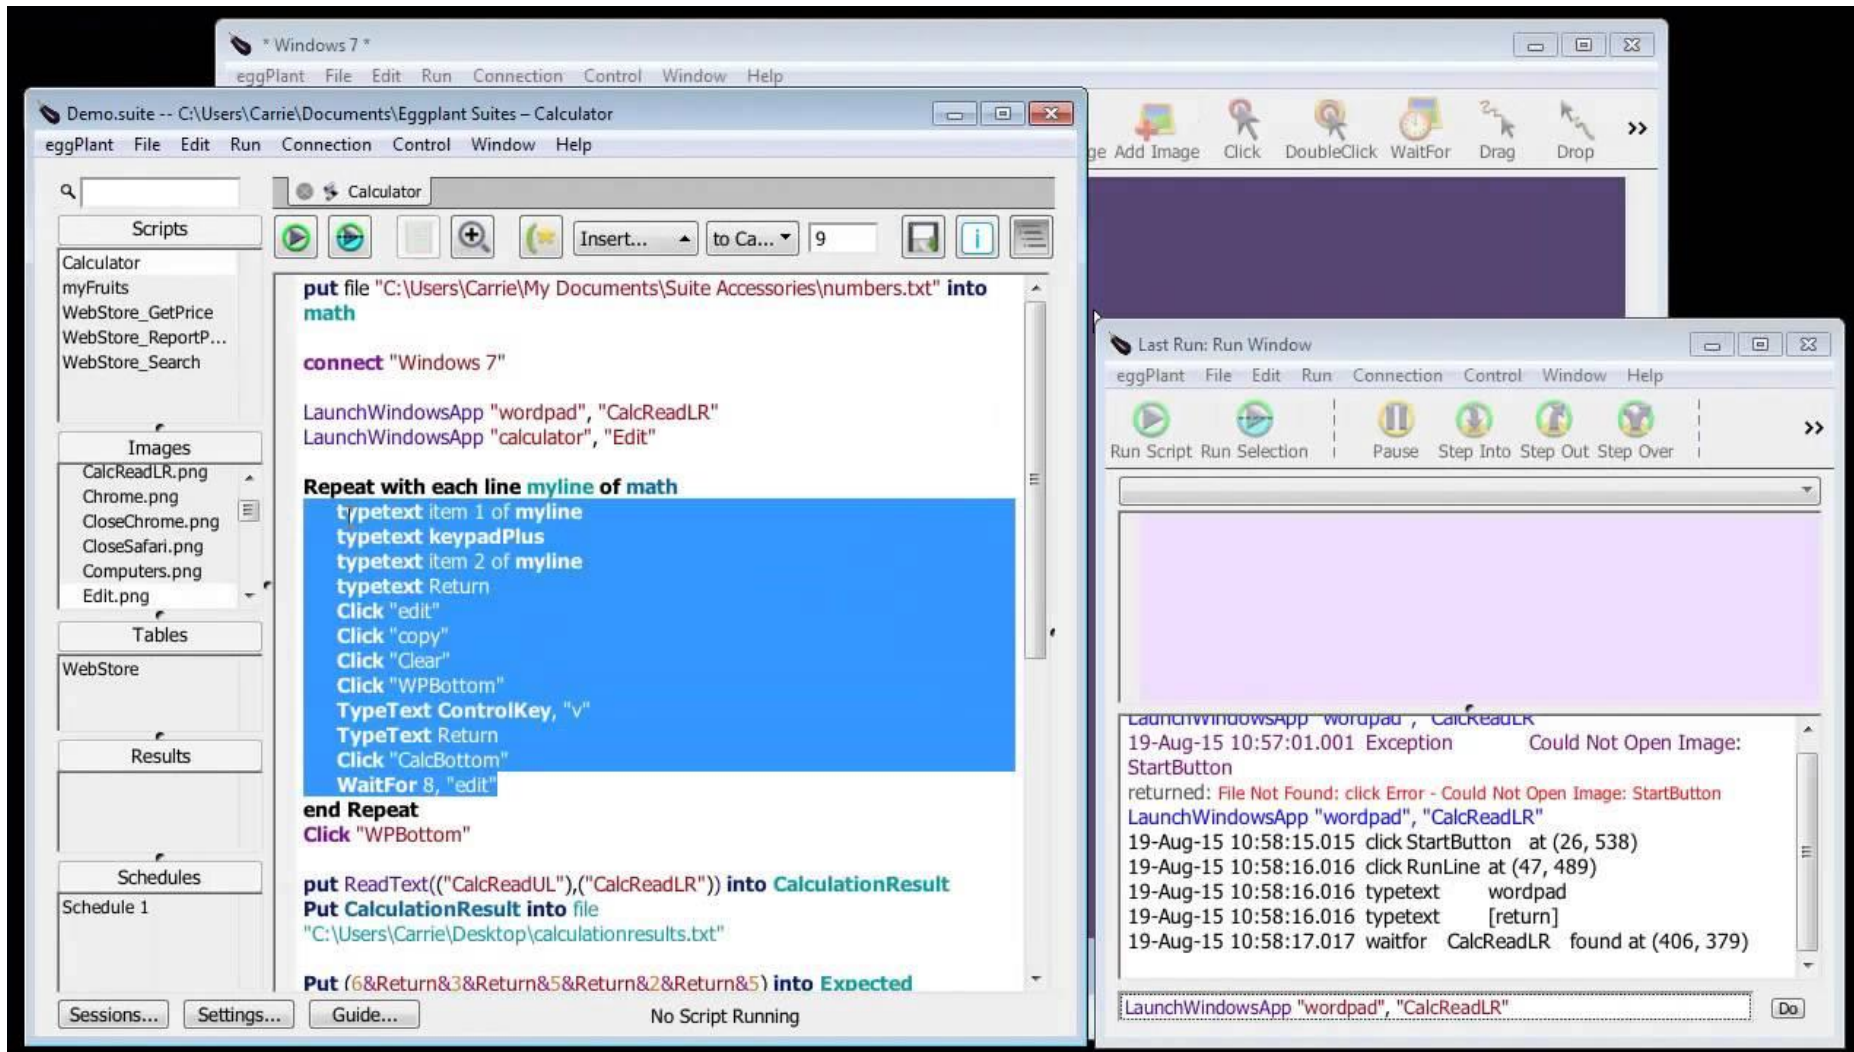 * Windows 7 *
eggPlant File Edit Run Connection Control Window Help
ge Add Image Click DoubleClick WaitFor Drag Drop
Demo.suite -- C:\Users\Carrie\Documents\Eggplant Suites – Calculator
eggPlant File Edit Run Connection Control Window Help
Calculator
Insert... to Ca... 9
Scripts
Calculator
myFruits
WebStore_GetPrice
WebStore_ReportP...
WebStore_Search
Images
CalcReadLR.png
Chrome.png
CloseChrome.png
CloseSafari.png
Computers.png
Edit.png
Tables
WebStore
Results
Schedules
Schedule 1
put file "C:\Users\Carrie\My Documents\Suite Accessories\numbers.txt" into
math
connect "Windows 7"
LaunchWindowsApp "wordpad", "CalcReadLR"
LaunchWindowsApp "calculator", "Edit"
Repeat with each line myline of math
typetext item 1 of myline
typetext keypadPlus
typetext item 2 of myline
typetext Return
Click "edit"
Click "copy"
Click "Clear"
Click "WPBottom"
TypeText ControlKey, "v"
TypeText Return
Click "CalcBottom"
WaitFor 8, "edit"
end Repeat
Click "WPBottom"
put ReadText(("CalcReadUL"),("CalcReadLR")) into CalculationResult
Put CalculationResult into file
"C:\Users\Carrie\Desktop\calculationresults.txt"
Put (6&Return&3&Return&5&Return&2&Return&5) into Expected
Sessions... Settings... Guide... No Script Running
Last Run: Run Window
eggPlant File Edit Run Connection Control Window Help
Run Script Run Selection Pause Step Into Step Out Step Over
LaunchWindowsApp "wordpad", "CalcReadLR"
19-Aug-15 10:57:01.001 Exception Could Not Open Image:
StartButton
returned: File Not Found: click Error - Could Not Open Image: StartButton
LaunchWindowsApp "wordpad", "CalcReadLR"
19-Aug-15 10:58:15.015 click StartButton at (26, 538)
19-Aug-15 10:58:16.016 click RunLine at (47, 489)
19-Aug-15 10:58:16.016 typetext wordpad
19-Aug-15 10:58:16.016 typetext [return]
19-Aug-15 10:58:17.017 waitfor CalcReadLR found at (406, 379)
LaunchWindowsApp "wordpad", "CalcReadLR"
Do